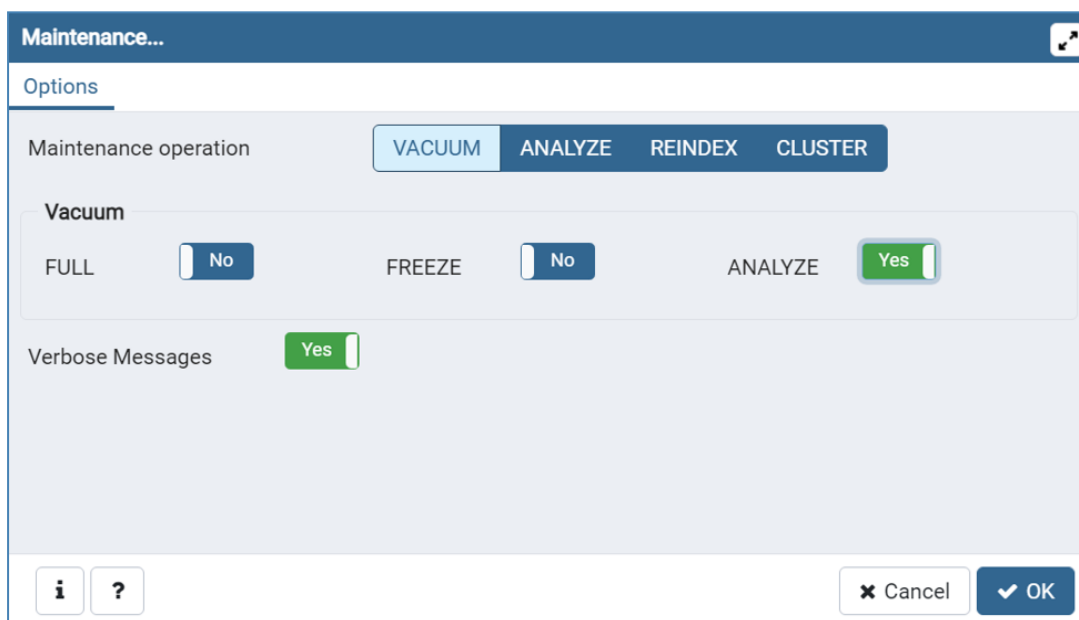 Maintenance...
Options
Maintenance operation VACUUM ANALYZE REINDEX CLUSTER
Vacuum
FULL No FREEZE No ANALYZE Yes
Verbose Messages Yes
i ? Cancel OK